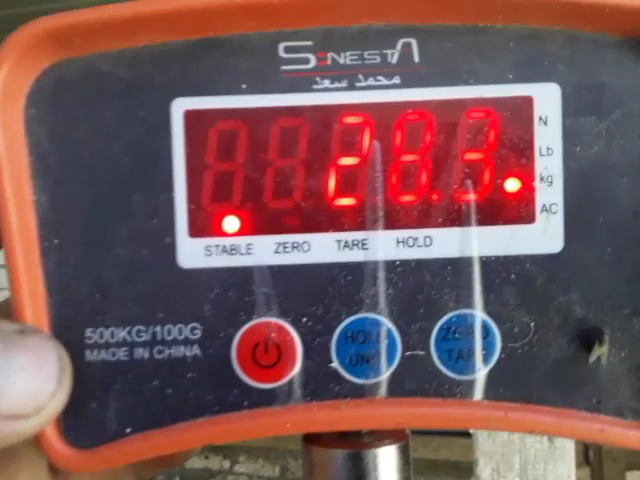 SONESTA
محمد سعد
28.3
N
Lb
kg
AC
STABLE ZERO TARE HOLD
500KG/100G
MADE IN CHINA
HOLD
UNIT
ZERO
TARE